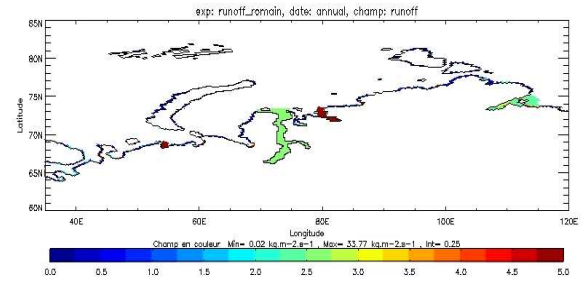 exp: runoff_romain, date: annual, champ: runoff
85N
80N
75N
70N
65N
60N
Latitude
40E 60E 80E 100E 120E
Longitude
Champ en couleur Min= 0.02 kg.m-2.s-1 , Max= 33.77 kg.m-2.s-1 , Int= 0.25
0.0 0.5 1.0 1.5 2.0 2.5 3.0 3.5 4.0 4.5 5.0